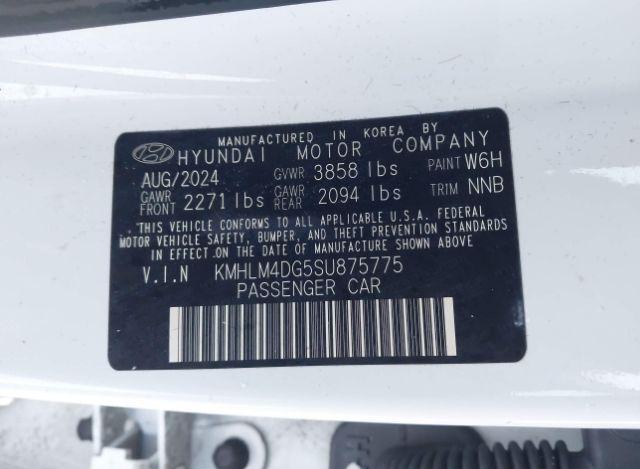 MANUFACTURED IN KOREA BY
HYUNDAI MOTOR COMPANY
AUG/2024 GVWR 3858 lbs PAINT W6H
GAWR FRONT 2271 lbs GAWR REAR 2094 lbs TRIM NNB
THIS VEHICLE CONFORMS TO ALL APPLICABLE U.S.A. FEDERAL
MOTOR VEHICLE SAFETY, BUMPER, AND THEFT PREVENTION STANDARDS
IN EFFECT ON THE DATE OF MANUFACTURE SHOWN ABOVE.
V.I.N KMHLM4DG5SU875775
PASSENGER CAR